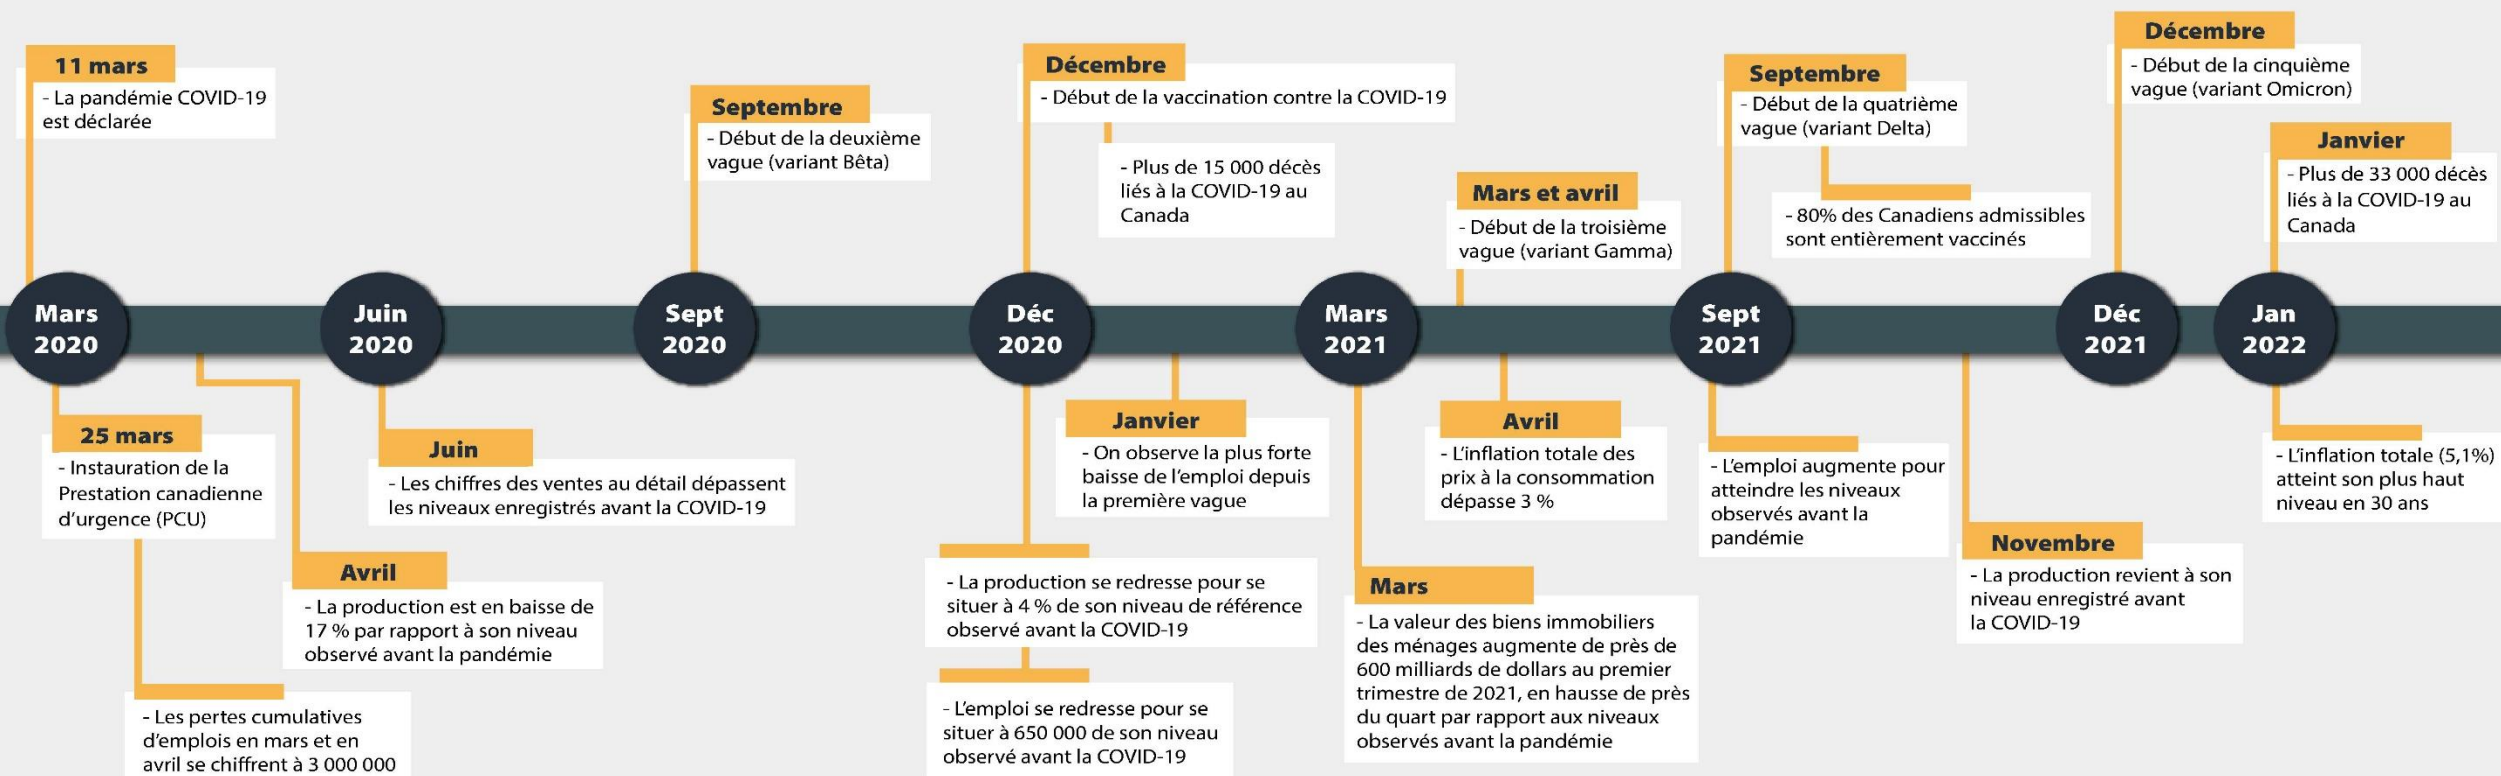 11 mars
- La pandémie COVID-19
est déclarée
Septembre
- Début de la deuxième
vague (variant Bêta)
Décembre
- Début de la vaccination contre la COVID-19
- Plus de 15 000 décès
liés à la COVID-19 au
Canada
Mars et avril
- Début de la troisième
vague (variant Gamma)
Septembre
- Début de la quatrième
vague (variant Delta)
- 80% des Canadiens admissibles
sont entièrement vaccinés
Décembre
- Début de la cinquième
vague (variant Omicron)
Janvier
- Plus de 33 000 décès
liés à la COVID-19 au
Canada
Mars
2020
Juin
2020
Sept
2020
Déc
2020
Mars
2021
Sept
2021
Déc
2021
Jan
2022
25 mars
- Instauration de la
Prestation canadienne
d'urgence (PCU)
- Les pertes cumulatives
d'emplois en mars et en
avril se chiffrent à 3 000 000
Avril
- La production est en baisse de
17 % par rapport à son niveau
observé avant la pandémie
Juin
- Les chiffres des ventes au détail dépassent
les niveaux enregistrés avant la COVID-19
- La production se redresse pour se
situer à 4 % de son niveau de référence
observé avant la COVID-19
- L'emploi se redresse pour se
situer à 650 000 de son niveau
observé avant la COVID-19
Janvier
- On observe la plus forte
baisse de l'emploi depuis
la première vague
Mars
- La valeur des biens immobiliers
des ménages augmente de près de
600 milliards de dollars au premier
trimestre de 2021, en hausse de près
du quart par rapport aux niveaux
observés avant la pandémie
Avril
- L'inflation totale des
prix à la consommation
dépasse 3 %
- L'emploi augmente pour
atteindre les niveaux
observés avant la
pandémie
Novembre
- La production revient à son
niveau enregistré avant
la COVID-19
- L'inflation totale (5,1%)
atteint son plus haut
niveau en 30 ans